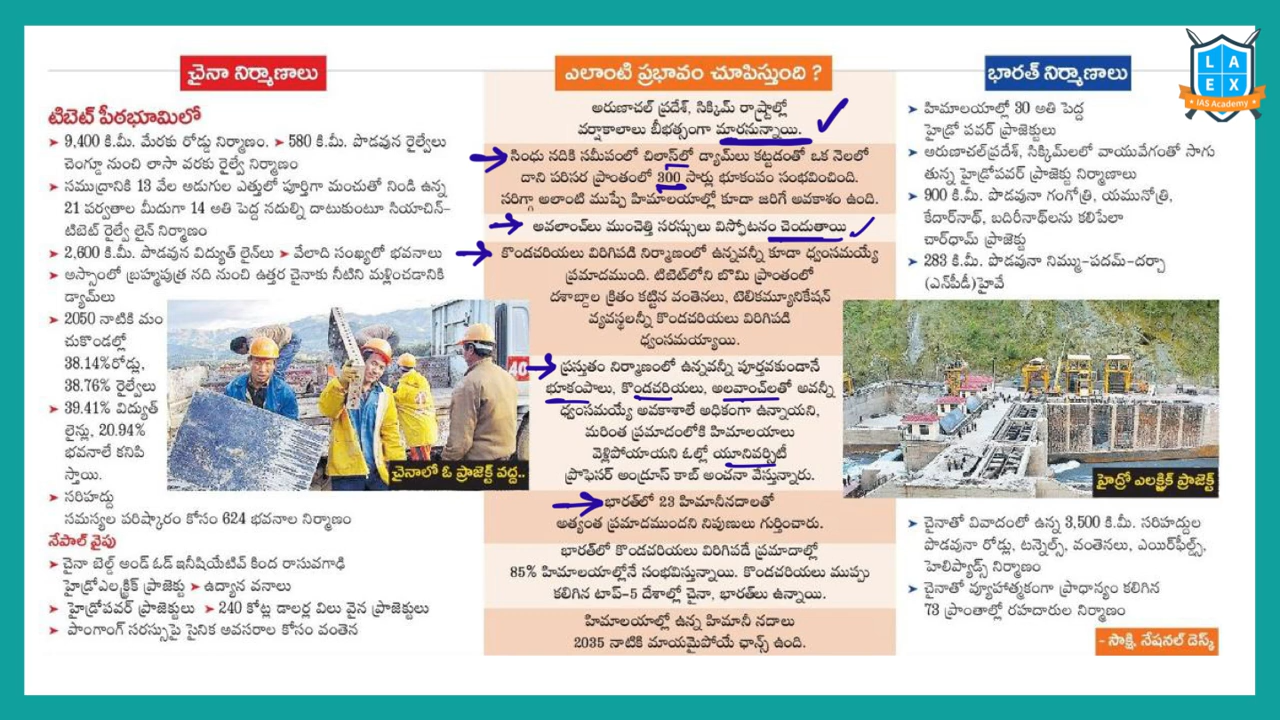 చైనా నిర్మాణాలు
టిబెట్ పీఠభూమిలో
➤ 9,400 కి.మీ. మేరకు రోడ్డు నిర్మాణం. ➤ 580 కి.మీ. పొడవున రైల్వేలు
చెంగ్డూ నుంచి లాసా వరకు రైల్వే నిర్మాణం
➤ సముద్రానికి 13 వేల అడుగుల ఎత్తులో పూర్తిగా మంచుతో నిండి ఉన్న
21 పర్వతాల మీదుగా 14 అతి పెద్ద నదుల్ని దాటుకుంటూ సియాచిన్–
టిబెట్ రైల్వే లైన్ నిర్మాణం
➤ 2,600 కి.మీ. పొడవున విద్యుత్ లైన్‌లు ➤ వేలాది సంఖ్యలో భవనాలు
➤ అస్సాంలో బ్రహ్మపుత్ర నది నుంచి ఉత్తర చైనాకు నీటిని మళ్లించడానికి
డ్యామ్‌లు
➤ 2050 నాటికి మం
చుకొండల్లో
38.14%రోడ్లు,
38.76% రైల్వేలు
➤ 39.41% విద్యుత్
లైన్లు, 20.94%
భవనాలే కనిపి
స్తాయి.
➤ సరిహద్దు
సమస్యల పరిష్కారం కోసం 624 భవనాల నిర్మాణం
నేపాల్ వైపు
➤ చైనా బెల్ట్ అండ్ ఓడ్ ఇనీషియేటివ్ కింద రాసువగాఢి
హైడ్రోఎలక్ట్రిక్ ప్రాజెక్టు ➤ ఉద్యాన వనాలు
➤ హైడ్రోపవర్ ప్రాజెక్టులు ➤ 240 కోట్ల డాలర్ల విలు వైన ప్రాజెక్టులు
➤ పాంగాంగ్ సరస్సుపై సైనిక అవసరాల కోసం వంతెన
చైనాలో ఓ ప్రాజెక్ట్ వద్ద..
40
ఎలాంటి ప్రభావం చూపిస్తుంది ?
అరుణాచల్ ప్రదేశ్, సిక్కిమ్ రాష్ట్రాల్లో
వర్షాకాలాలు బీభత్సంగా మారనున్నాయి.
సింధు నదికి సమీపంలో చిలాస్‌లో డ్యామ్‌లు కట్టడంతో ఒక నెలలో
దాని పరిసర ప్రాంతంలో 300 సార్లు భూకంపం సంభవించింది.
సరిగ్గా అలాంటి ముప్పే హిమాలయాల్లో కూడా జరిగే అవకాశం ఉంది.
అవలాంచ్‌లు ముంచెత్తి సరస్సులు విస్ఫోటనం చెందుతాయి
కొండచరియలు విరిగిపడి నిర్మాణంలో ఉన్నవన్నీ కూడా ధ్వంసమయ్యే
ప్రమాదముంది. టిబెట్‌లోని బొమి ప్రాంతంలో
దశాబ్దాల క్రితం కట్టిన వంతెనలు, టెలికమ్యూనికేషన్
వ్యవస్థలన్నీ కొండచరియలు విరిగిపడి
ధ్వంసమయ్యాయి.
ప్రస్తుతం నిర్మాణంలో ఉన్నవన్నీ పూర్తవకుండానే
భూకంపాలు, కొండచరియలు, అలవాంచ్‌లతో అవన్నీ
ధ్వంసమయ్యే అవకాశాలే అధికంగా ఉన్నాయని,
మరింత ప్రమాదంలోకి హిమాలయాలు
వెళ్లిపోయాయని ఓల్లో యూనివర్సిటీ
ప్రొఫెసర్ ఆండ్రూస్ కాబ్ అంచనా వేస్తున్నారు.
భారత్‌లో 23 హిమానీనదాలతో
అత్యంత ప్రమాదముందని నిపుణులు గుర్తించారు.
భారత్‌లో కొండచరియలు విరిగిపడే ప్రమాదాల్లో
85% హిమాలయాల్లోనే సంభవిస్తున్నాయి. కొండచరియలు ముప్పు
కలిగిన టాప్–5 దేశాల్లో చైనా, భారత్‌లు ఉన్నాయి.
హిమాలయాల్లో ఉన్న హిమానీ నదాలు
2035 నాటికి మాయమైపోయే ఛాన్స్ ఉంది.
భారత్ నిర్మాణాలు
➤ హిమాలయాల్లో 30 అతి పెద్ద
హైడ్రో పవర్ ప్రాజెక్టులు
➤ అరుణాచల్‌ప్రదేశ్, సిక్కిమ్‌లలో వాయువేగంతో సాగు
తున్న హైడ్రోపవర్ ప్రాజెక్టు నిర్మాణాలు
➤ 900 కి.మీ. పొడవునా గంగోత్రి, యమునోత్రి,
కేదార్‌నాథ్, బదిరీనాథ్‌లను కలిపేలా
చార్‌ధామ్ ప్రాజెక్టు
➤ 283 కి.మీ. పొడవునా నిమ్ము–పదమ్–దర్చా
(ఎన్‌పీడీ)హైవే
హైడ్రో ఎలక్ట్రిక్ ప్రాజెక్ట్
➤ చైనాతో వివాదంలో ఉన్న 3,500 కి.మీ. సరిహద్దుల
పొడవునా రోడ్లు, టన్నెల్స్, వంతెనలు, ఎయిర్‌ఫీల్డ్స్,
హెలిప్యాడ్స్ నిర్మాణం
➤ చైనాతో వ్యూహాత్మకంగా ప్రాధాన్యం కలిగిన
73 ప్రాంతాల్లో రహదారుల నిర్మాణం
– సాక్షి, నేషనల్ డెస్క్
L A
E X
IAS Academy